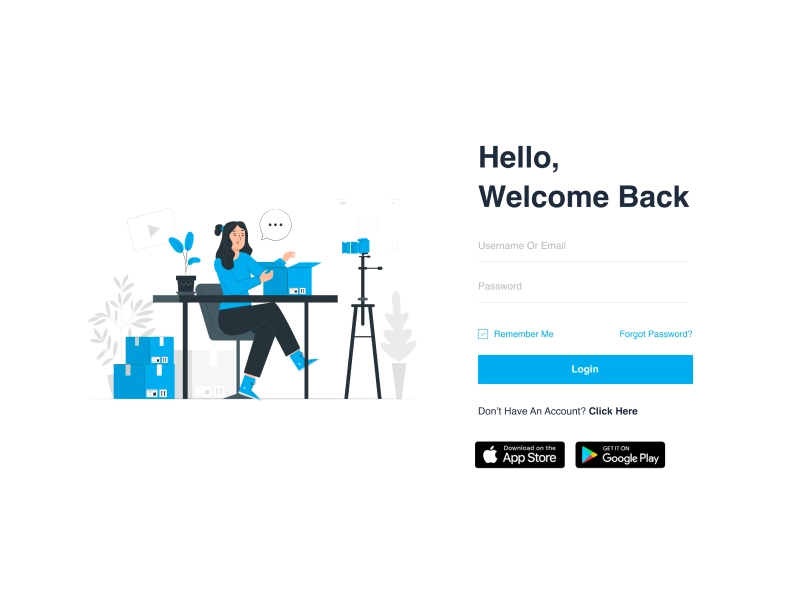 Hello,
Welcome Back
Username Or Email
Password
Remember Me
Forgot Password?
Login
Don't Have An Account? Click Here
Download on the
App Store
GET IT ON
Google Play